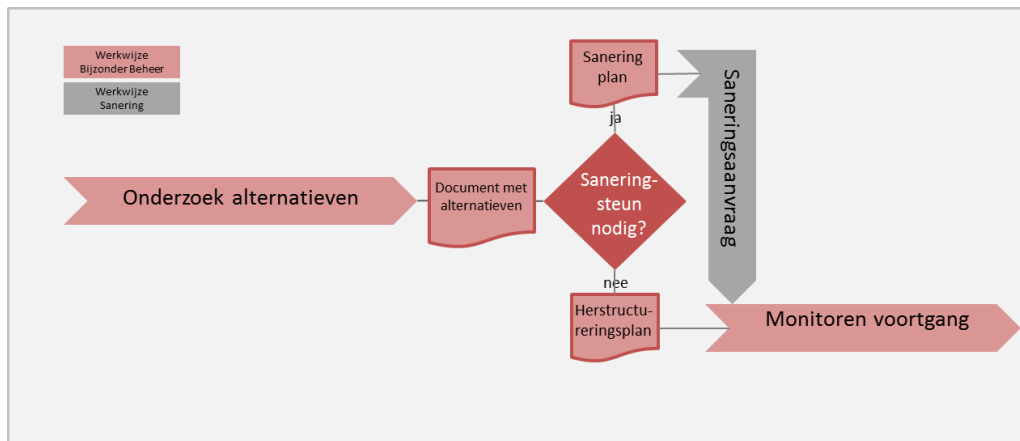 Werkwijze
Bijzonder Beheer
Werkwijze
Sanering
Onderzoek alternatieven
Document met
alternatieven
Sanering-
steun
nodig?
ja
Sanering
plan
Saneringsaanvraag
nee
Herstructu-
reringsplan
Monitoren voortgang